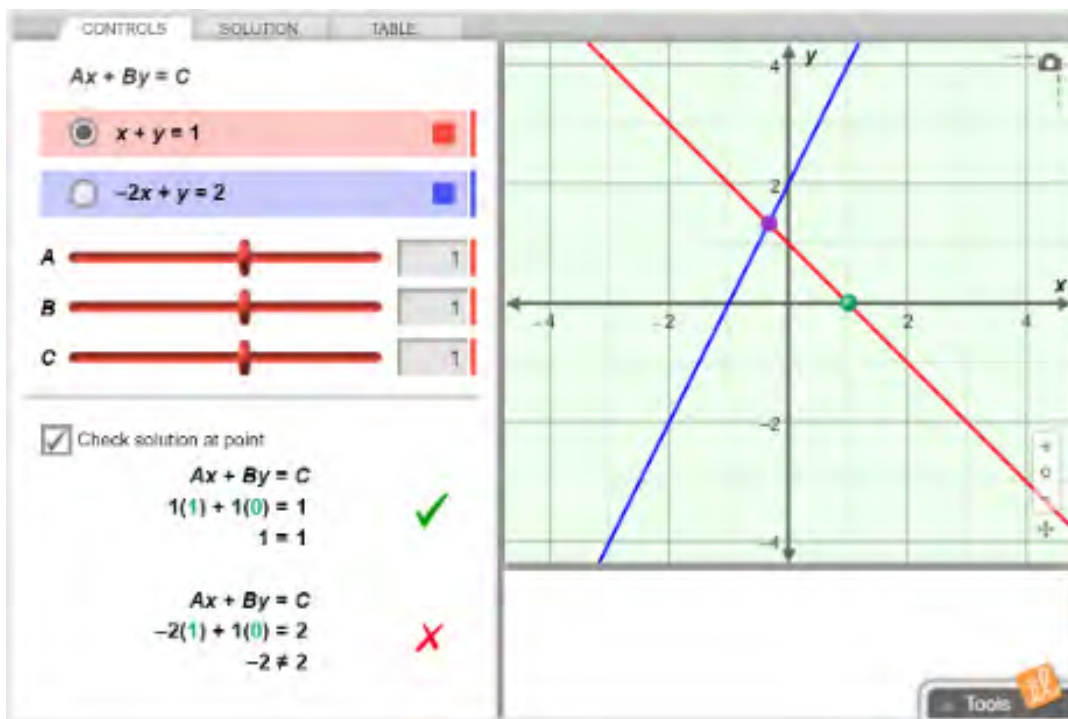 CONTROLS SOLUTION TABLE
Ax + By = C
x + y = 1
–2x + y = 2
A 1
B 1
C 1
Check solution at point
Ax + By = C
1(1) + 1(0) = 1
1 = 1
Ax + By = C
–2(1) + 1(0) = 2
–2 ≠ 2
y
4
2
x
–4 –2 2 4
–2
–4
Tools